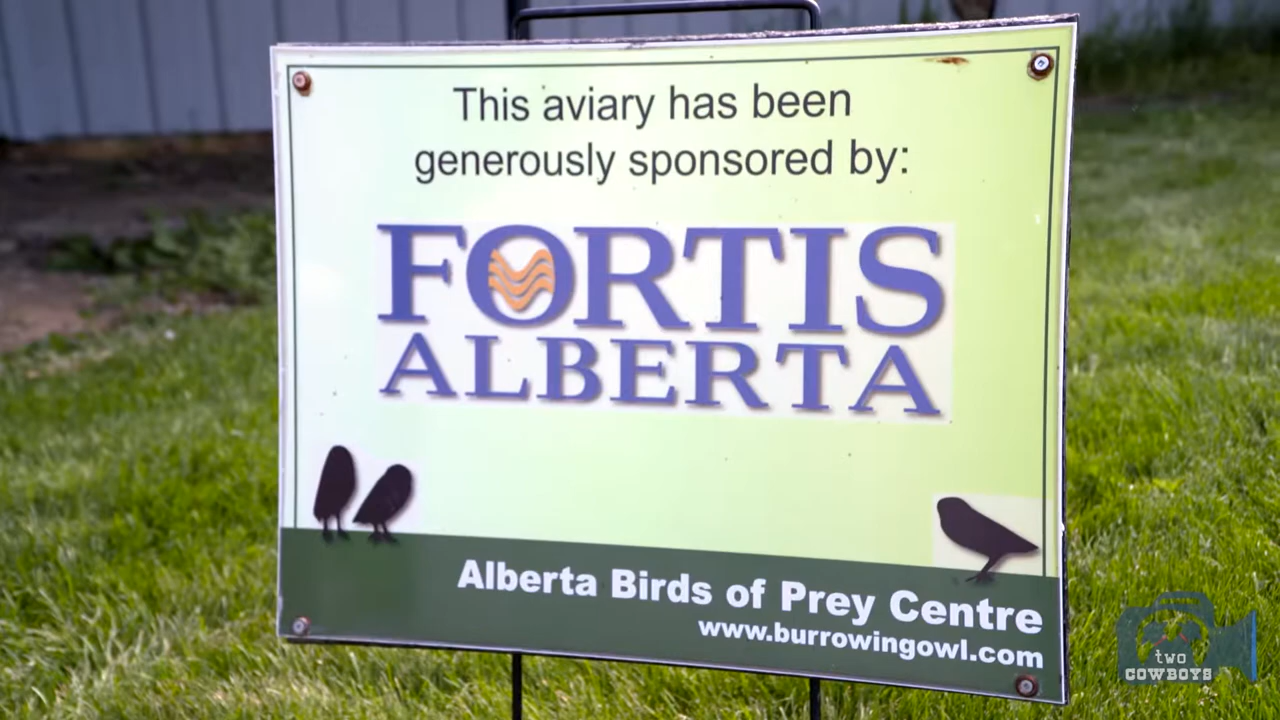 This aviary has been
generously sponsored by:
FORTIS
ALBERTA
Alberta Birds of Prey Centre
www.burrowingowl.com
two
COWBOYS